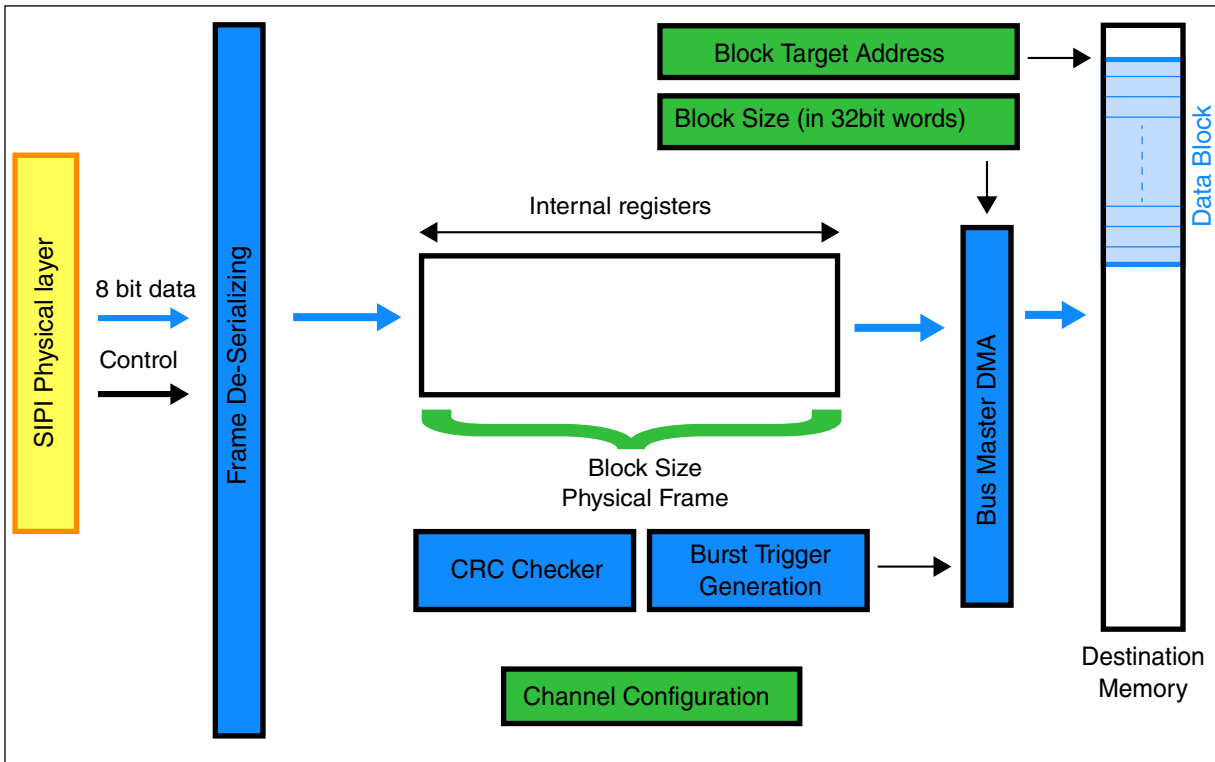 Block Target Address
Block Size (in 32bit words)
Data Block
SIPI Physical layer
8 bit data
Control
Frame De-Serializing
Internal registers
Block Size
Physical Frame
CRC Checker
Burst Trigger
Generation
Bus Master DMA
Channel Configuration
Destination
Memory